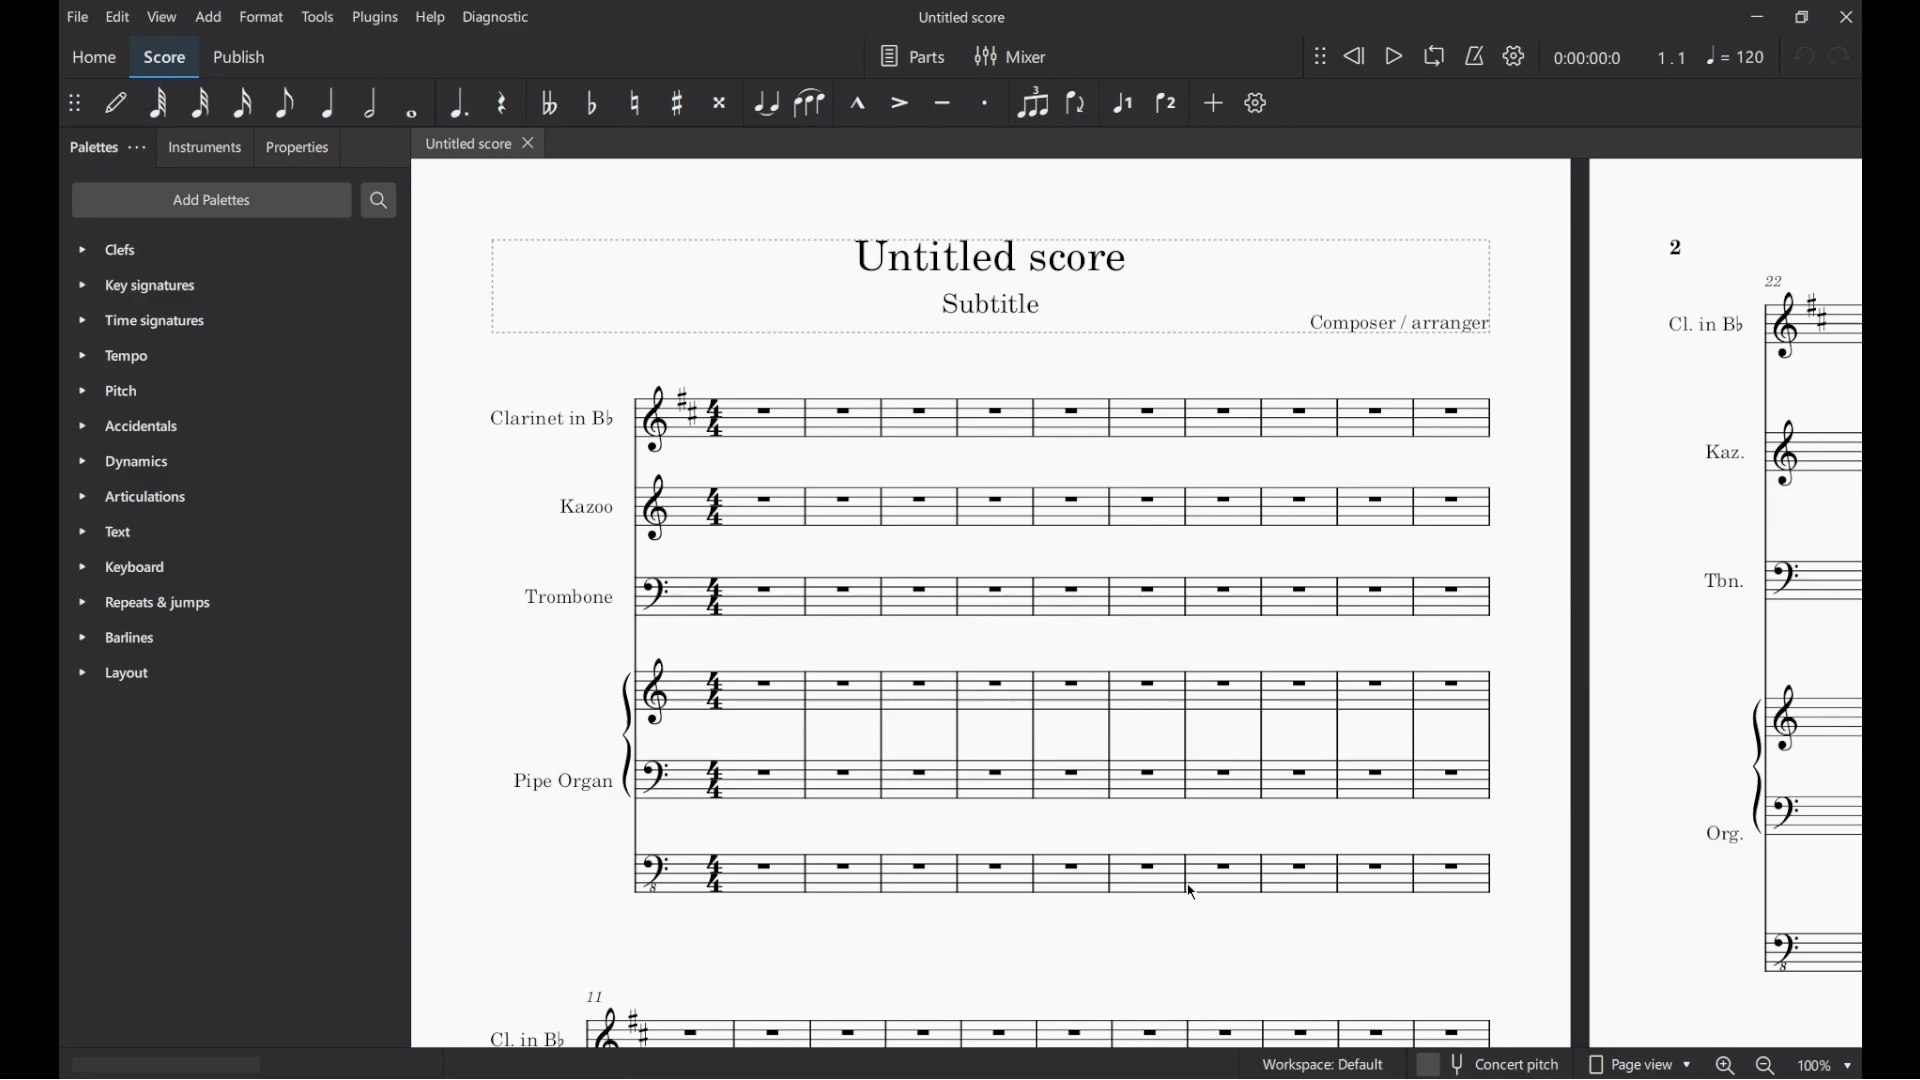 File Edit View Add Format Tools Plugins Help Diagnostic
Untitled score
Home Score Publish
Parts Mixer
0:00:00:0 1.1 = 120
Palettes Instruments Properties
Untitled score
Add Palettes
Clefs
Key signatures
Time signatures
Tempo
Pitch
Accidentals
Dynamics
Articulations
Text
Keyboard
Repeats & jumps
Barlines
Layout
Untitled score
Subtitle
Composer / arranger
Clarinet in B♭
Kazoo
Trombone
Pipe Organ
11
Cl. in B♭
2
22
Cl. in B♭
Kaz.
Tbn.
Org.
Workspace: Default Concert pitch Page view 100%